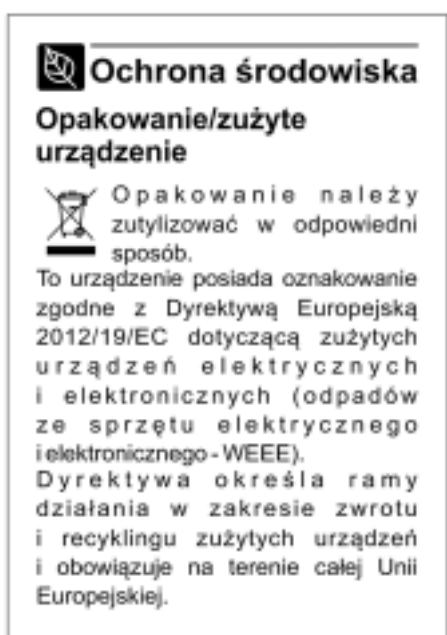 Ochrona środowiska
Opakowanie/zużyte
urządzenie
Opakowanie należy
zutylizować w odpowiedni
sposób.
To urządzenie posiada oznakowanie
zgodne z Dyrektywą Europejską
2012/19/EC dotyczącą zużytych
urządzeń elektrycznych
i elektronicznych (odpadów
ze sprzętu elektrycznego
i elektronicznego - WEEE).
Dyrektywa określa ramy
działania w zakresie zwrotu
i recyklingu zużytych urządzeń
i obowiązuje na terenie całej Unii
Europejskiej.